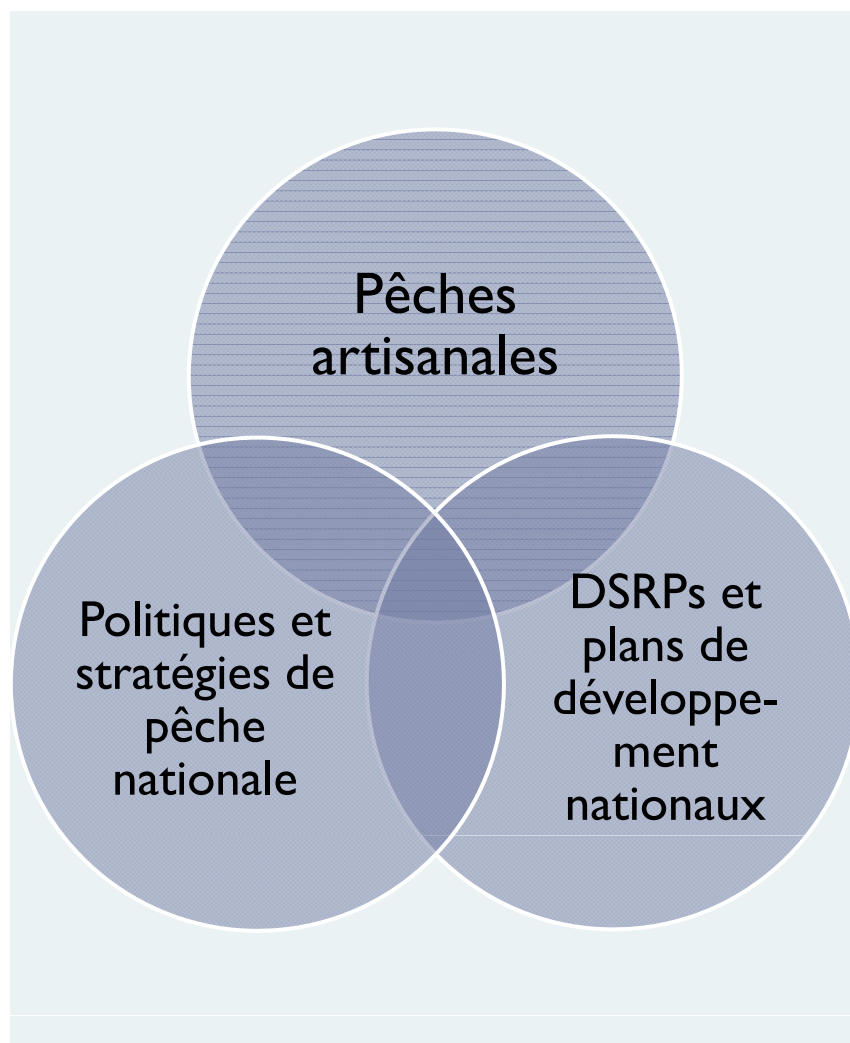 Pêches
artisanales
Politiques et
stratégies de
pêche
nationale
DSRPs et
plans de
développe-
ment
nationaux